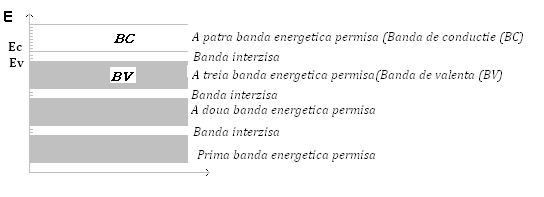 E
BC
A patra banda energetica permisa (Banda de conductie (BC)
Ec
Banda interzisa
Ev
BV
A treia banda energetica permisa(Banda de valenta (BV)
Banda interzisa
A doua banda energetica permisa
Banda interzisa
Prima banda energetica permisa